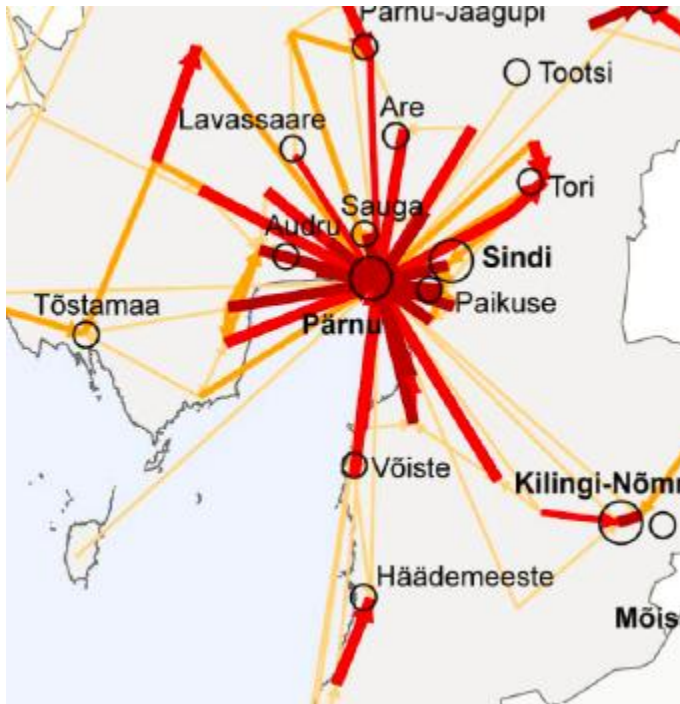 Pärnu-Jaagupi
Tootsi
Are
Lavassaare
Tori
Sauga
Audru
Sindi
Tõstamaa
Paikuse
Pärnu
Võiste
Häädemeeste